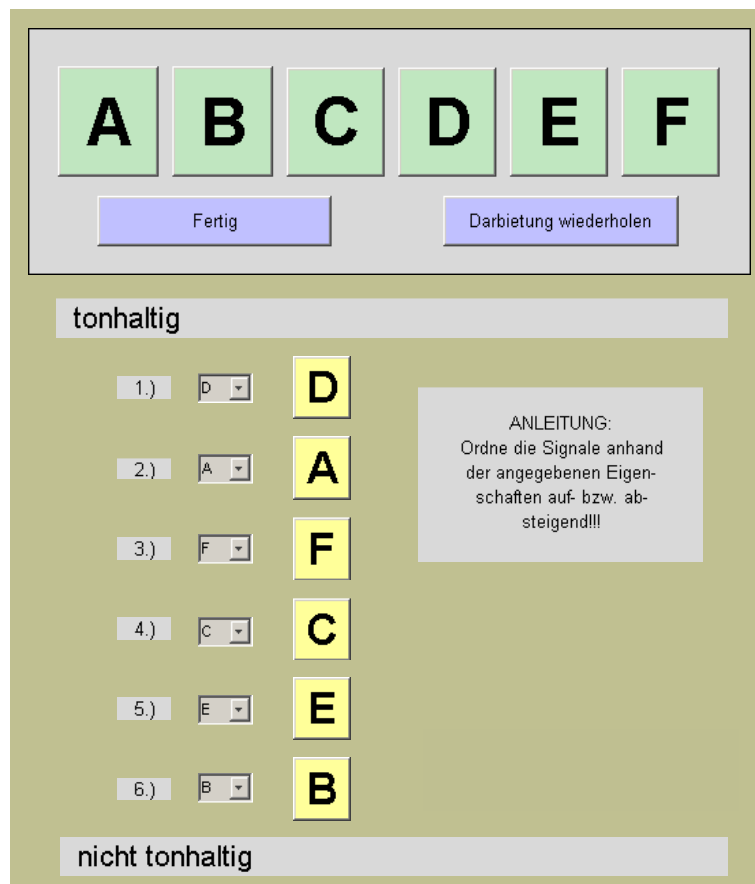 A B C D E F
Fertig Darbietung wiederholen
tonhaltig
1.) D D
2.) A A
3.) F F
4.) C C
5.) E E
6.) B B
ANLEITUNG:
Ordne die Signale anhand
der angegebenen Eigen-
schaften auf- bzw. ab-
steigend!!!
nicht tonhaltig